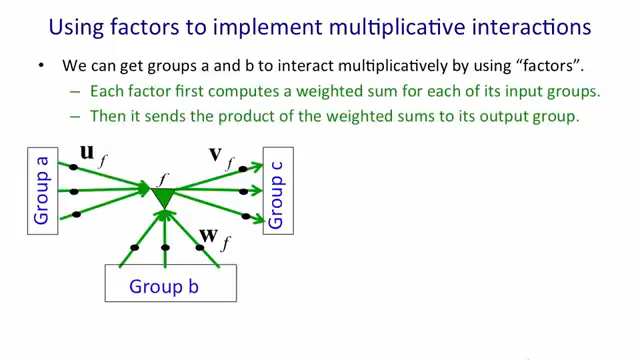 Using factors to implement multiplicative interactions
• We can get groups a and b to interact multiplicatively by using “factors”.
– Each factor first computes a weighted sum for each of its input groups.
– Then it sends the product of the weighted sums to its output group.
u f
v f
f
Group a
Group c
w f
Group b